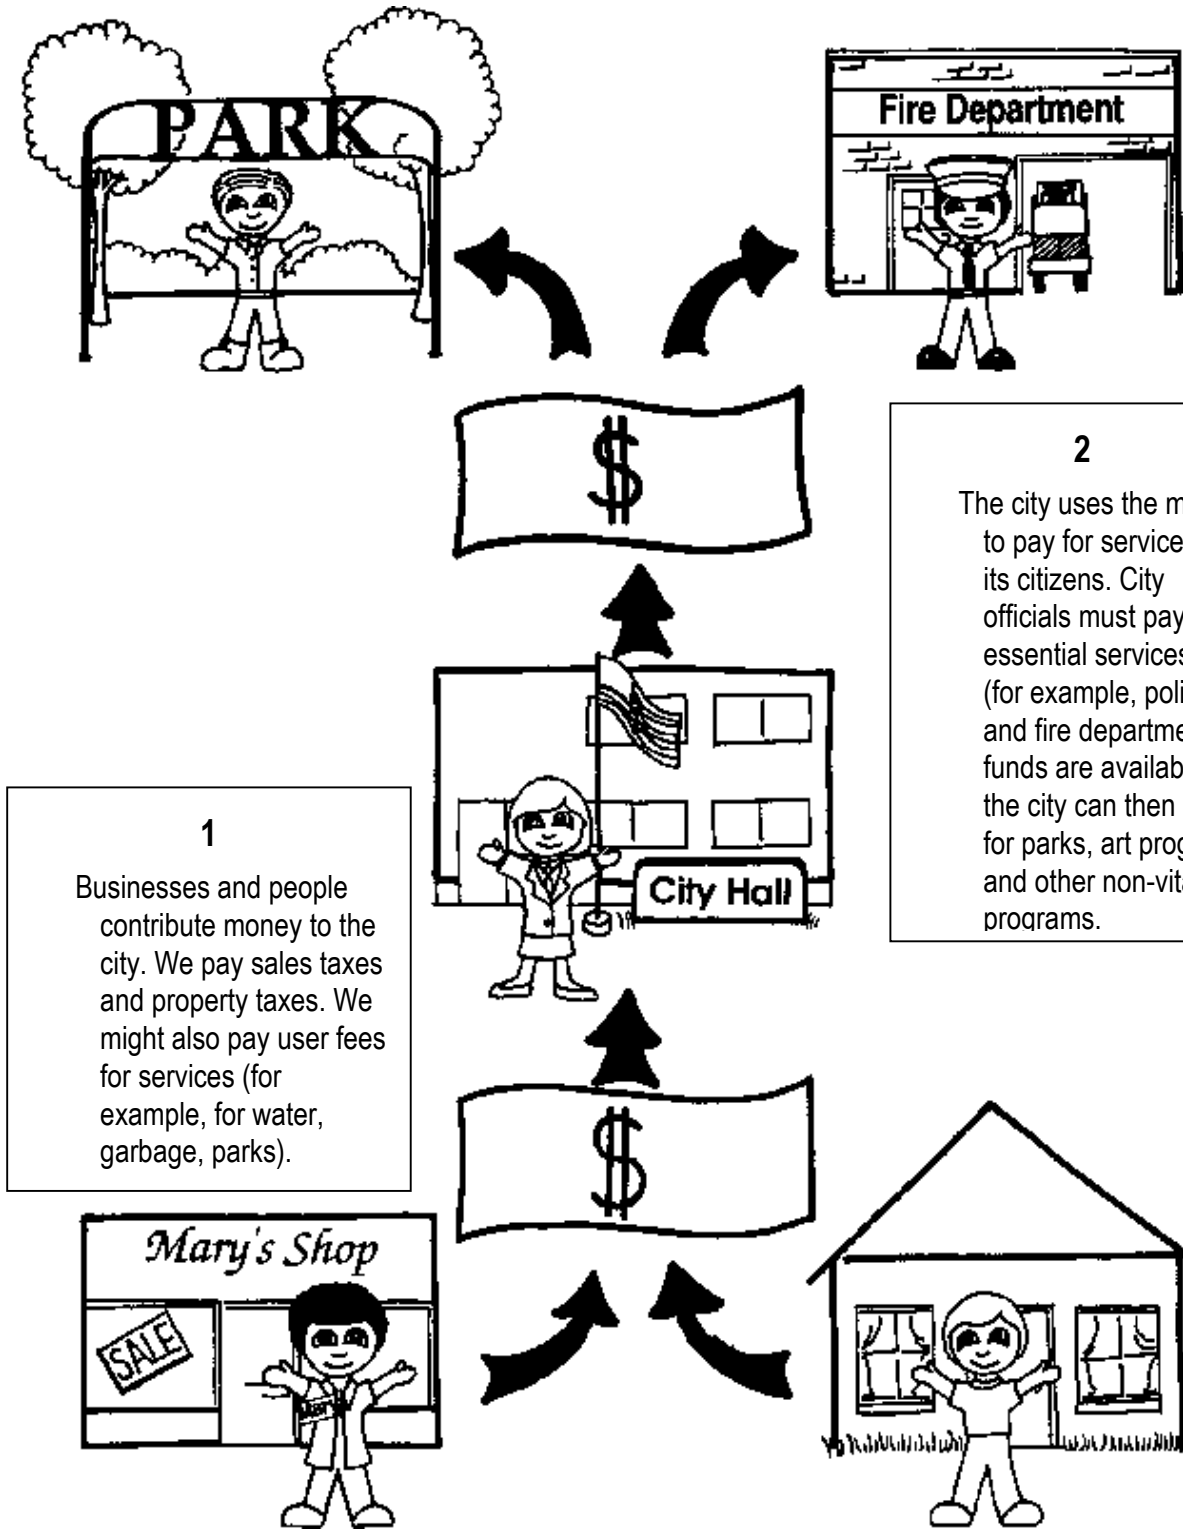 PARK
Fire Department
$
2
The city uses the m
to pay for service
its citizens. City
officials must pay
essential services
(for example, poli
and fire departme
funds are availab
the city can then
for parks, art prog
and other non-vita
programs.
City Hall
1
Businesses and people
contribute money to the
city. We pay sales taxes
and property taxes. We
might also pay user fees
for services (for
example, for water,
garbage, parks).
$
Mary's Shop
SALE